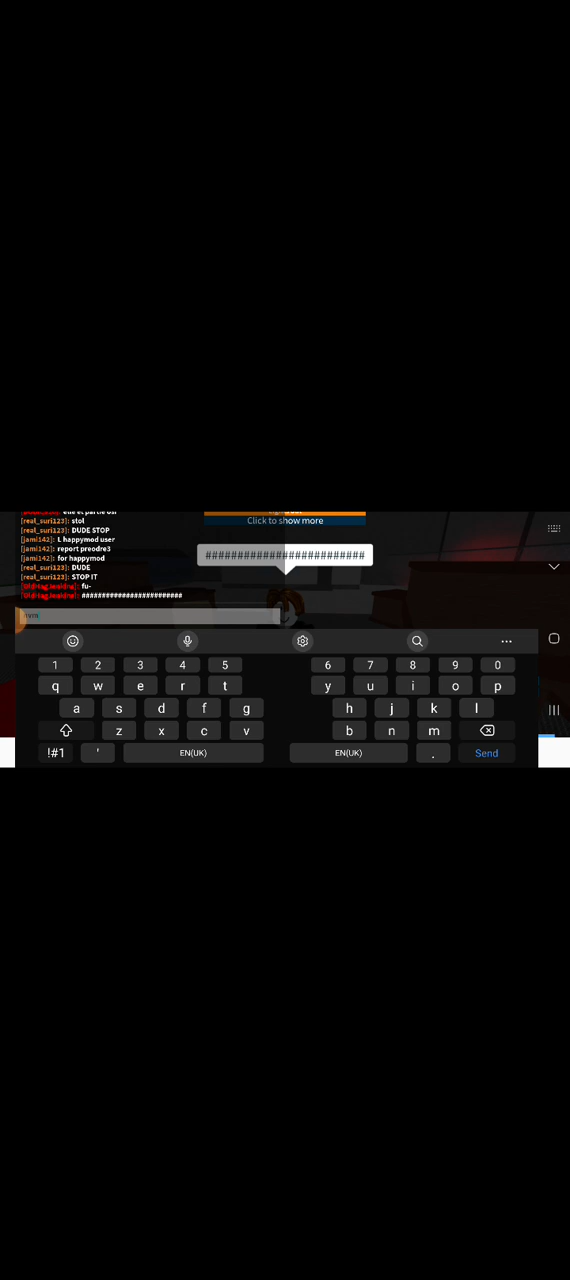 [real_suri123]: stol
Click to show more
[real_suri123]: DUDE STOP
[jami142]: L happymod user
[jami142]: report preodre3
[jami142]: for happymod
########################
[real_suri123]: DUDE
[real_suri123]: STOP IT
fu-
#########################
nvm
1 2 3 4 5 6 7 8 9 0
q w e r t y u i o p
a s d f g h j k l
z x c v b n m
!#1 ' EN(UK) EN(UK) . Send